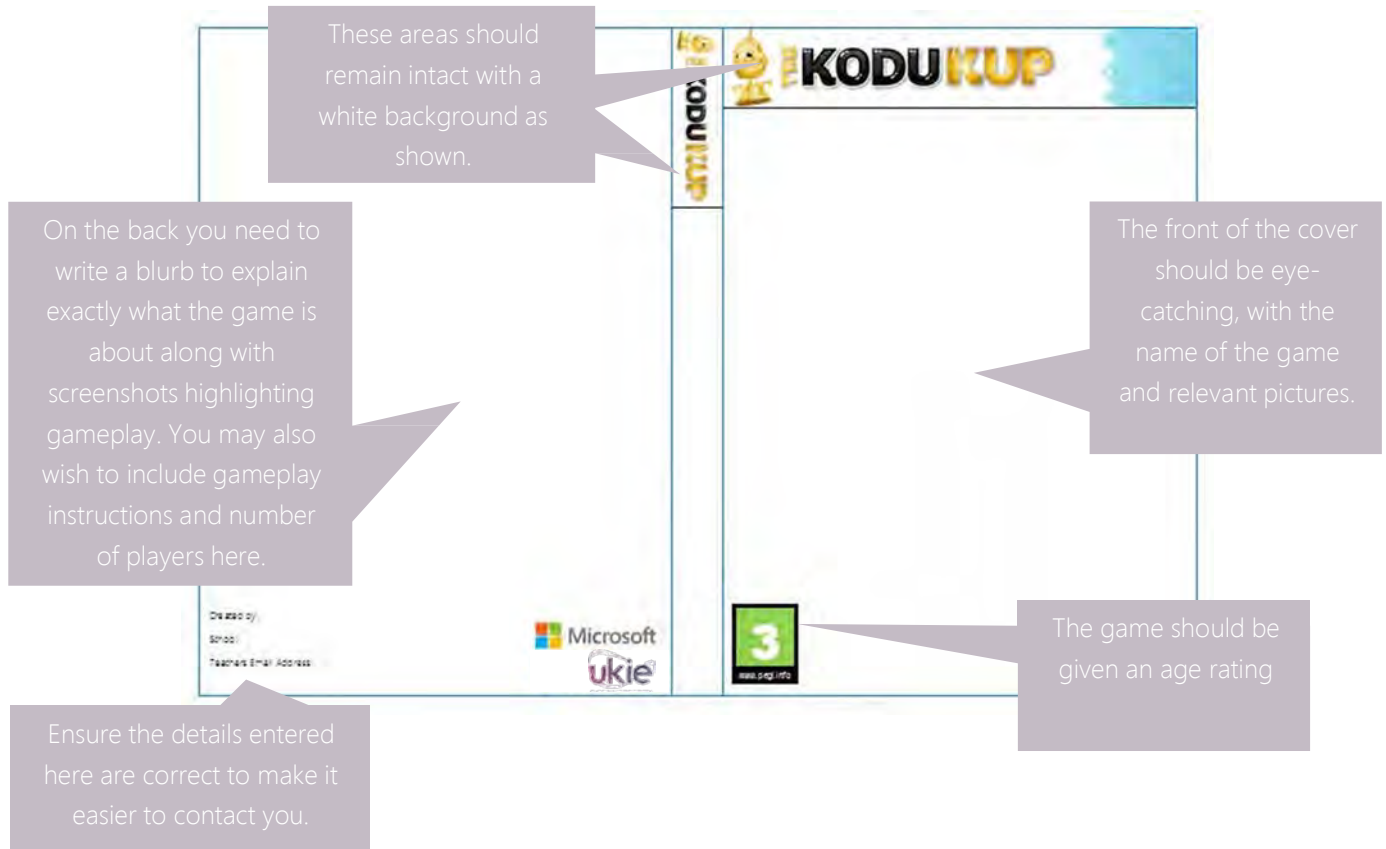 These areas should
remain intact with a
white background as
shown.
THE KODU KUP
THE KODU KUP
On the back you need to
write a blurb to explain
exactly what the game is
about along with
screenshots highlighting
gameplay. You may also
wish to include gameplay
instructions and number
of players here.
The front of the cover
should be eye-
catching, with the
name of the game
and relevant pictures.
Created by:
School:
Teachers Email Address:
Microsoft
ukie
3
www.pegi.info
The game should be
given an age rating
Ensure the details entered
here are correct to make it
easier to contact you.